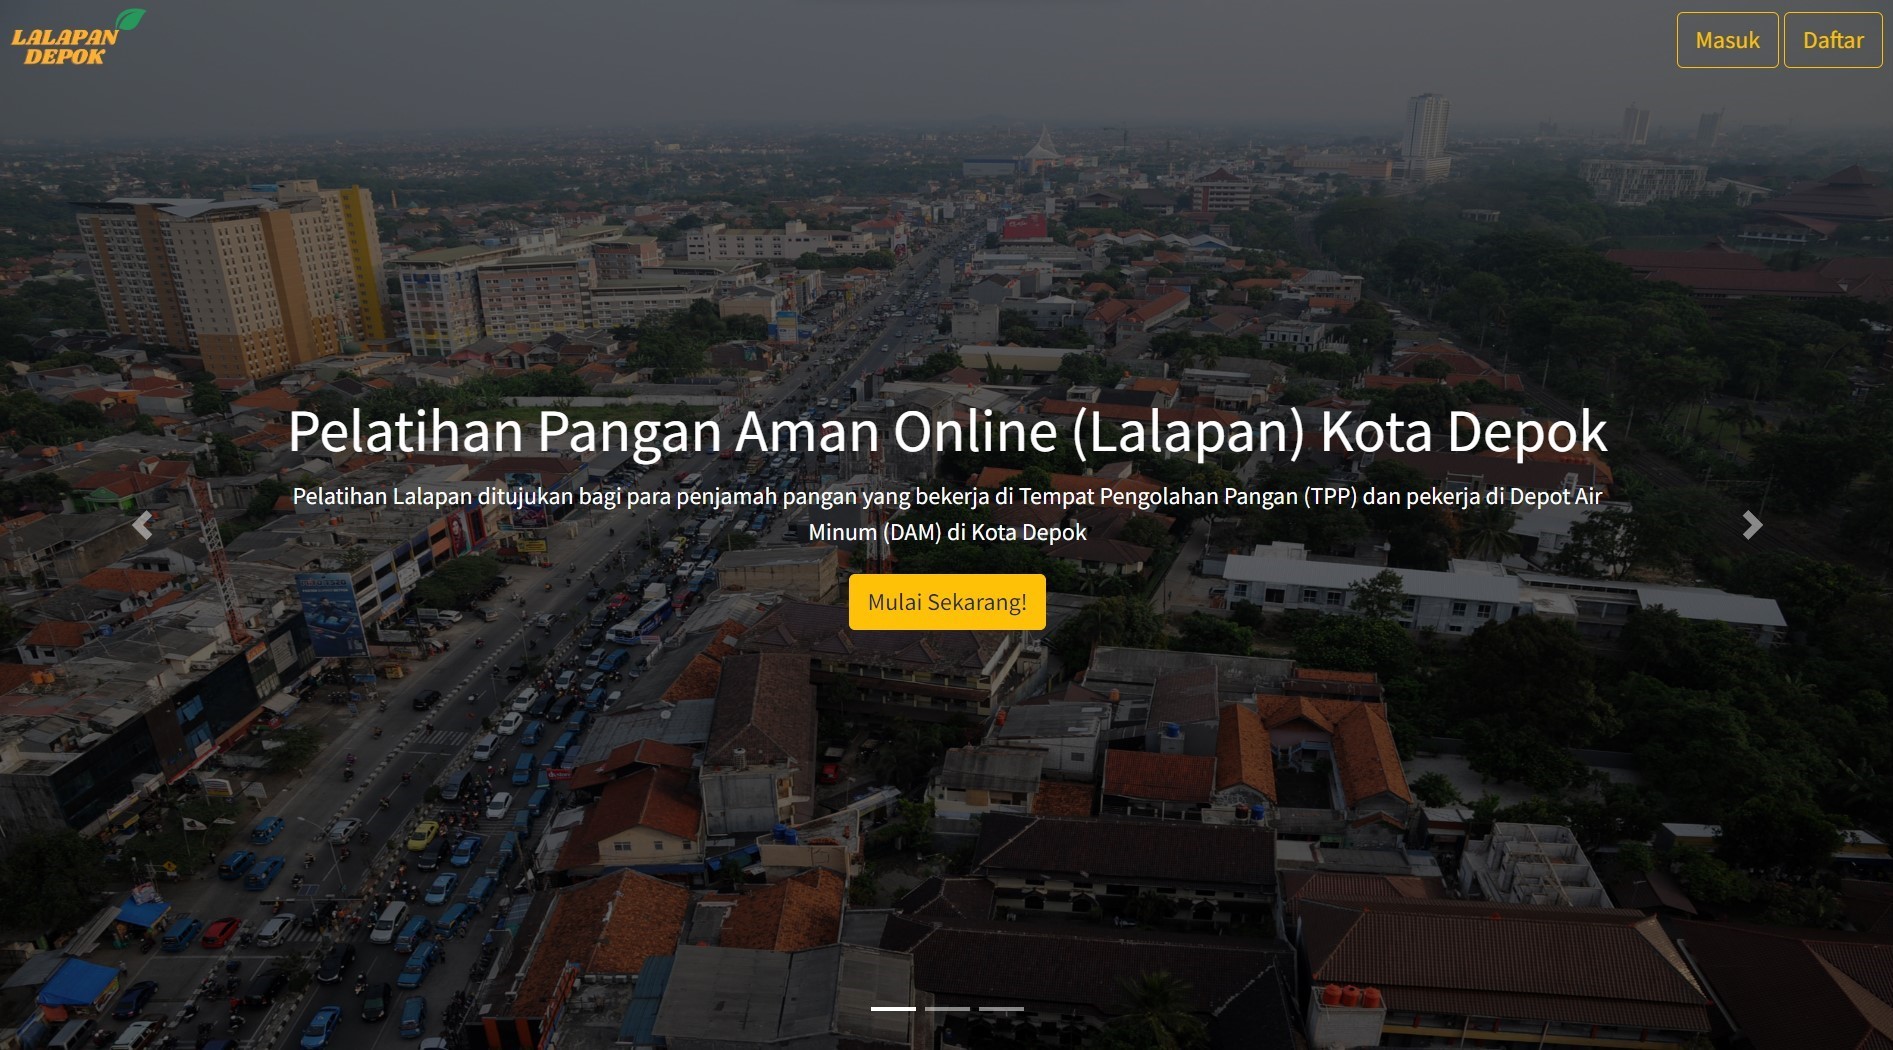 LALAPAN
DEPOK
Masuk
Daftar
Pelatihan Pangan Aman Online (Lalapan) Kota Depok
Pelatihan Lalapan ditujukan bagi para penjamah pangan yang bekerja di Tempat Pengolahan Pangan (TPP) dan pekerja di Depot Air
Minum (DAM) di Kota Depok
Mulai Sekarang!